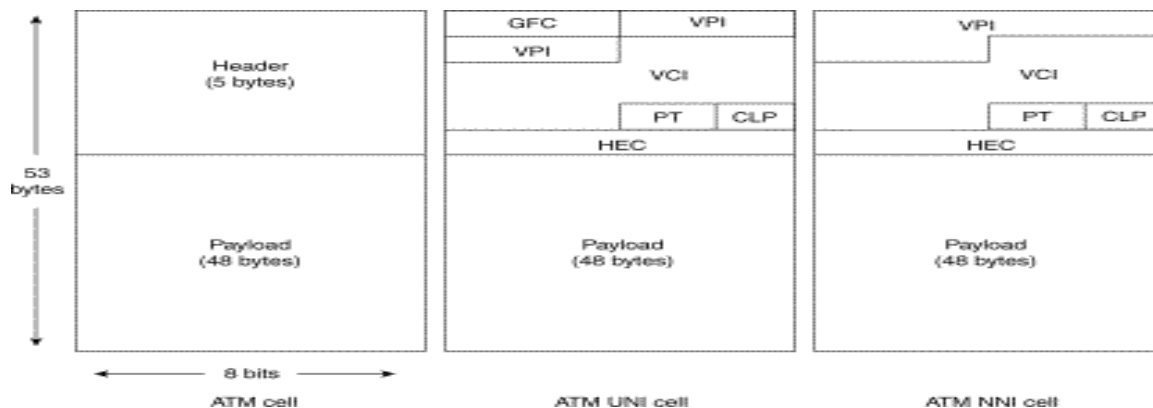 GFC VPI VPI
VPI
Header
(5 bytes)
VCI VCI
PT CLP PT CLP
HEC HEC
53
bytes
Payload
(48 bytes)
Payload
(48 bytes)
Payload
(48 bytes)
8 bits
ATM cell ATM UNI cell ATM NNI cell